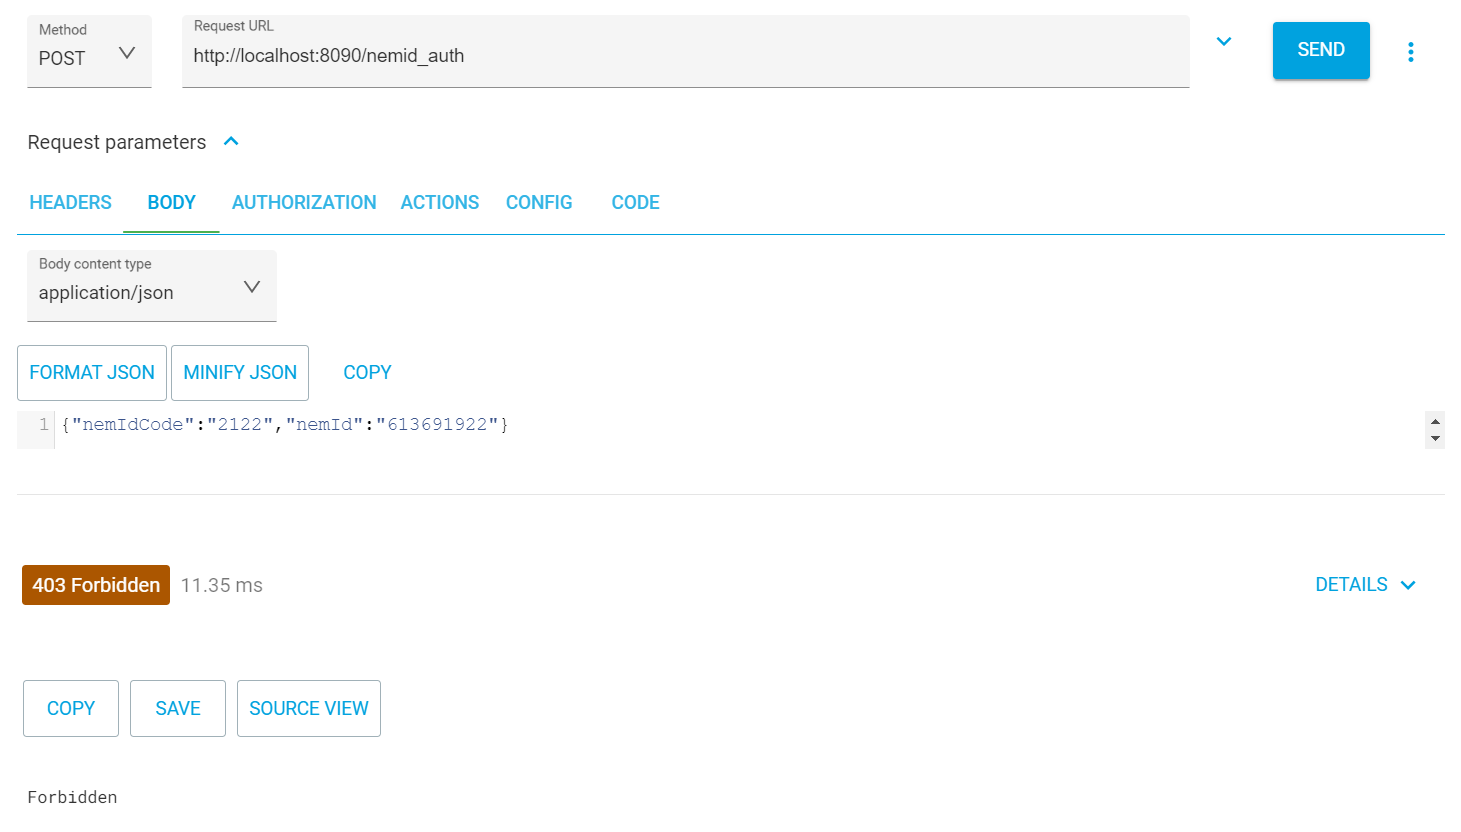 Method
POST
Request URL
http://localhost:8090/nemid_auth
SEND
Request parameters
HEADERS BODY AUTHORIZATION ACTIONS CONFIG CODE
Body content type
application/json
FORMAT JSON MINIFY JSON COPY
1 {"nemIdCode":"2122","nemId":"613691922"}
403 Forbidden 11.35 ms DETAILS
COPY SAVE SOURCE VIEW
Forbidden